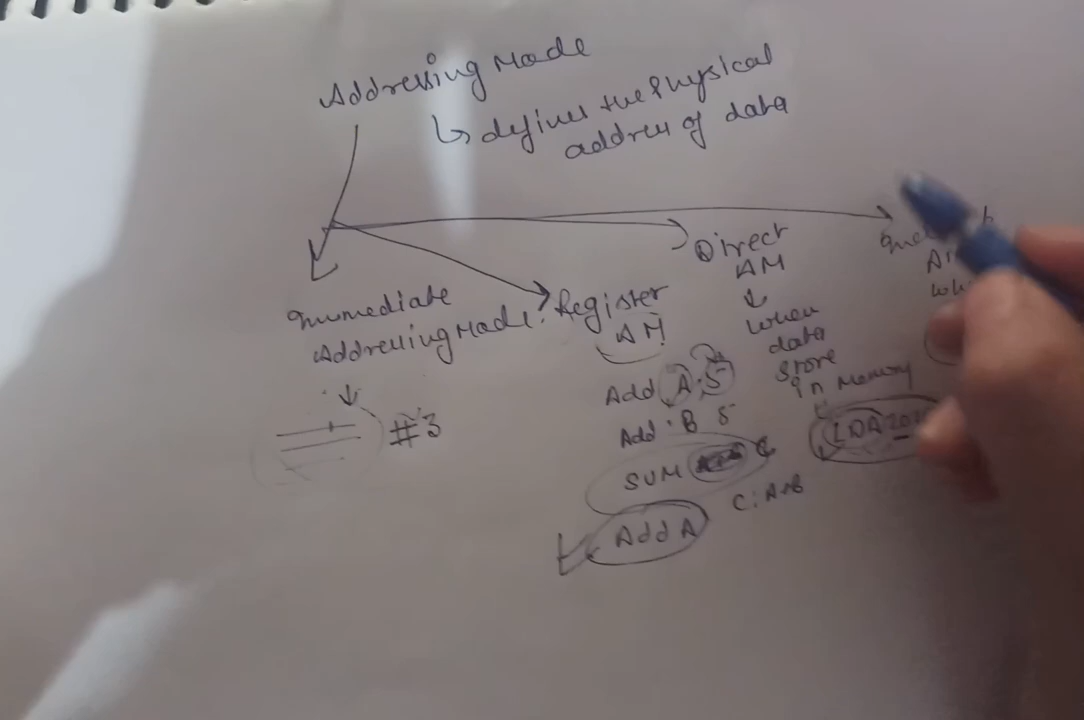 Addressing Mode
↳ defines the Physical
address of data
Immediate
Addressing Mode.
#3
Register
AM
Add A, 5
Add B 5
SUM C
C: A+B
Add A
Direct
AM
↓
When
data
store
in Memory
LDA